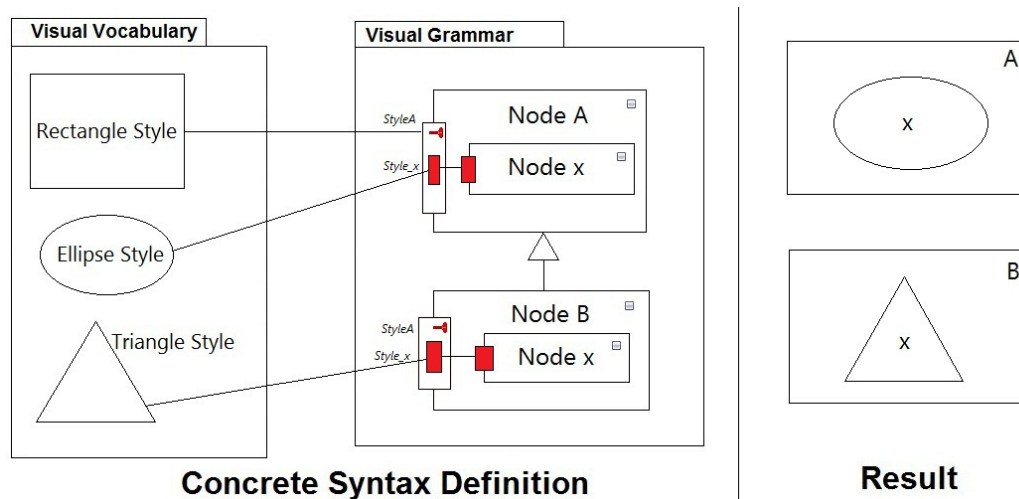 Visual Vocabulary
Rectangle Style
Ellipse Style
Triangle Style
Visual Grammar
StyleA
Style_x
Node A
Node x
StyleA
Style_x
Node B
Node x
Concrete Syntax Definition
A
x
B
x
Result